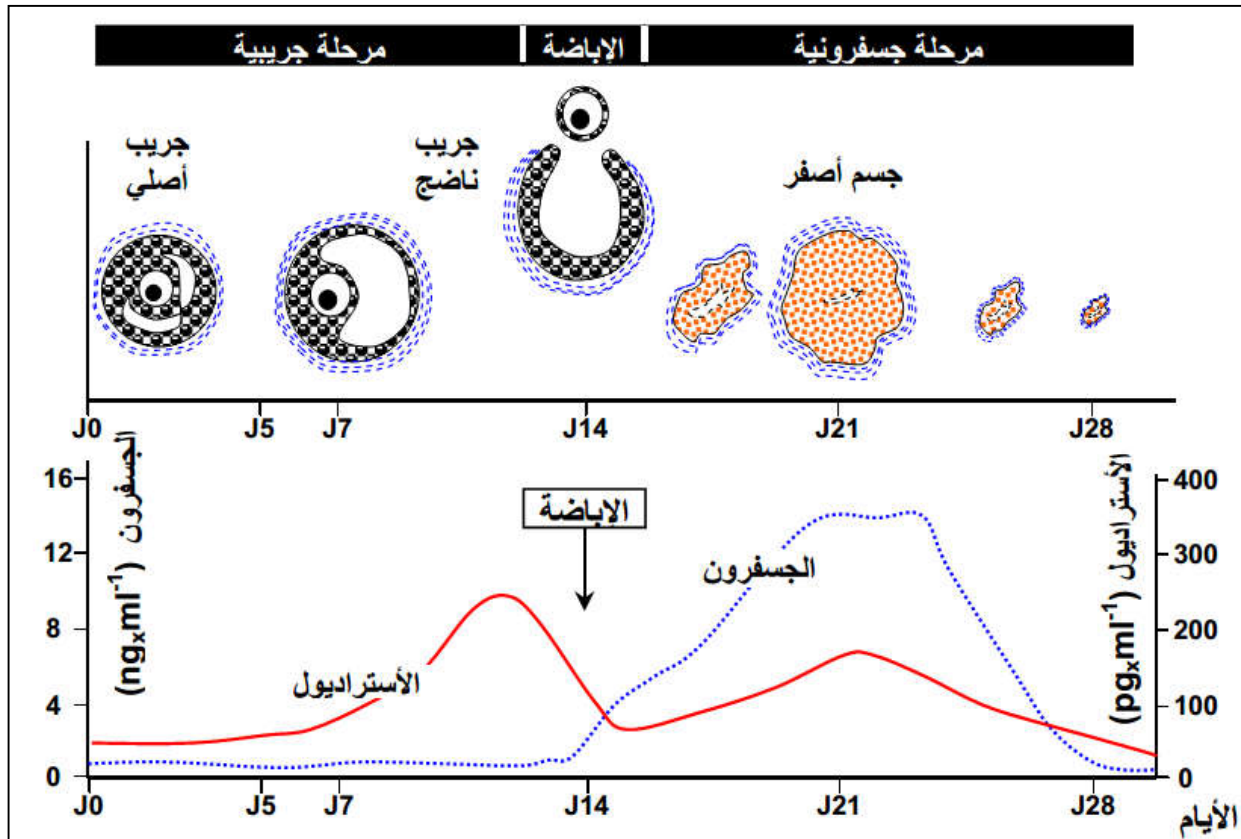 مرحلة جريبية
الإباضة
مرحلة جسفرونية
جريب
أصلي
جريب
ناضج
جسم أصفر
J0
J5
J7
J14
J21
J28
الجسفرون (ng×ml-1)
16
12
8
4
0
الإباضة
الجسفرون
الأستراديول
الأستراديول (pg×ml-1)
400
300
200
100
0
J0
J5
J7
J14
J21
J28
الأيام